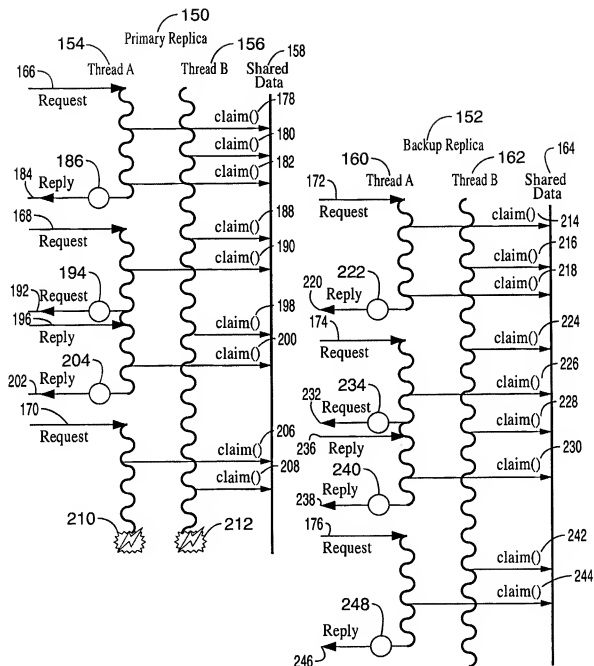 150
Primary Replica
154
156
158
Thread A
Thread B
Shared
Data
166
Request
claim()
178
claim()
180
claim()
182
184
Reply
186
168
Request
claim()
188
claim()
190
192
Request
194
196
Reply
claim()
198
claim()
200
202
Reply
204
170
Request
claim()
206
claim()
208
210
212
152
Backup Replica
160
162
164
Thread A
Thread B
Shared
Data
172
Request
claim()
214
claim()
216
claim()
218
220
Reply
222
174
Request
claim()
224
claim()
226
232
Request
234
claim()
228
236
Reply
claim()
230
238
Reply
240
176
Request
claim()
242
claim()
244
246
Reply
248